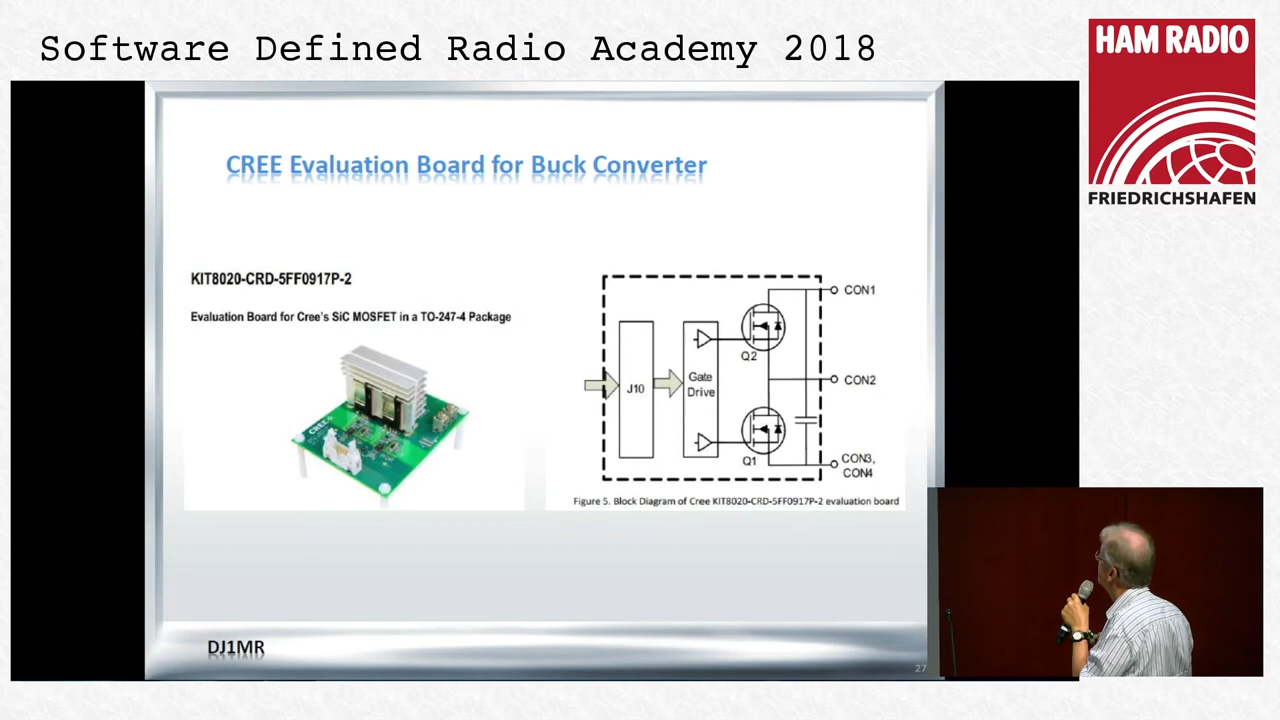 Software Defined Radio Academy 2018
HAM RADIO
FRIEDRICHSHAFEN
CREE Evaluation Board for Buck Converter
KIT8020-CRD-5FF0917P-2
Evaluation Board for Cree's SiC MOSFET in a TO-247-4 Package
CREE
J10
Gate
Drive
Q2
Q1
CON1
CON2
CON3,
CON4
Figure 5. Block Diagram of Cree KIT8020-CRD-5FF0917P-2 evaluation board
DJ1MR
27